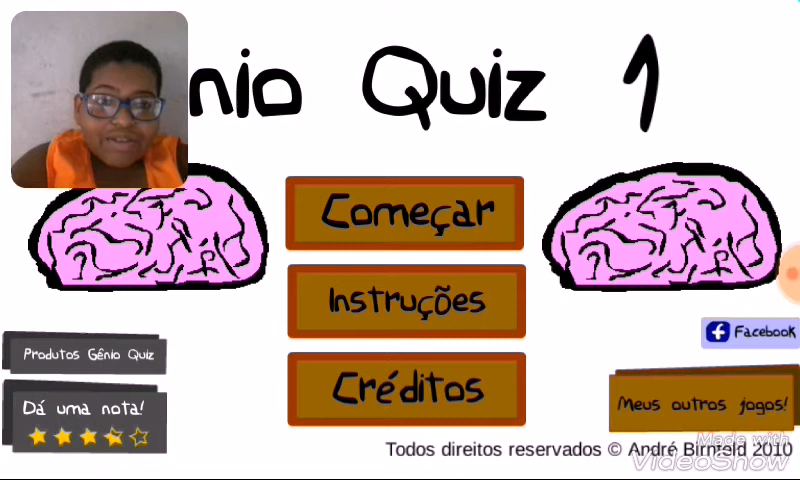 nio Quiz 1
Começar
Instruções
Créditos
Produtos Gênio Quiz
Dá uma nota!
Facebook
Meus outros jogos!
Todos direitos reservados © André Birnfeld 2010
Made with
VideoShow